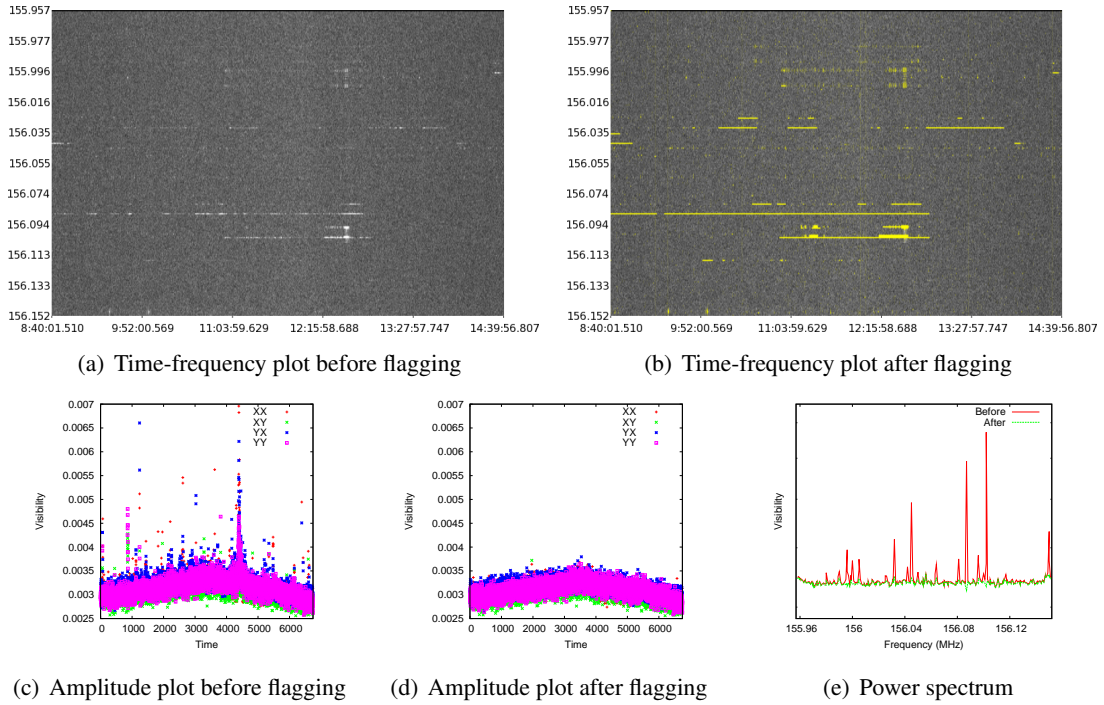 155.957
155.977
155.996
156.016
156.035
156.055
156.074
156.094
156.113
156.133
156.152
8:40:01.510 9:52:00.569 11:03:59.629 12:15:58.688 13:27:57.747 14:39:56.807
(a) Time-frequency plot before flagging
155.957
155.977
155.996
156.016
156.035
156.055
156.074
156.094
156.113
156.133
156.152
8:40:01.510 9:52:00.569 11:03:59.629 12:15:58.688 13:27:57.747 14:39:56.807
(b) Time-frequency plot after flagging
0.007
0.0065
0.006
0.0055
0.005
0.0045
0.004
0.0035
0.003
0.0025
Visibility
XX
XY
YX
YY
0 1000 2000 3000 4000 5000 6000
Time
(c) Amplitude plot before flagging
0.007
0.0065
0.006
0.0055
0.005
0.0045
0.004
0.0035
0.003
0.0025
Visibility
XX
XY
YX
YY
0 1000 2000 3000 4000 5000 6000
Time
(d) Amplitude plot after flagging
Visibility
Before
After
155.96 156 156.04 156.08 156.12
Frequency (MHz)
(e) Power spectrum